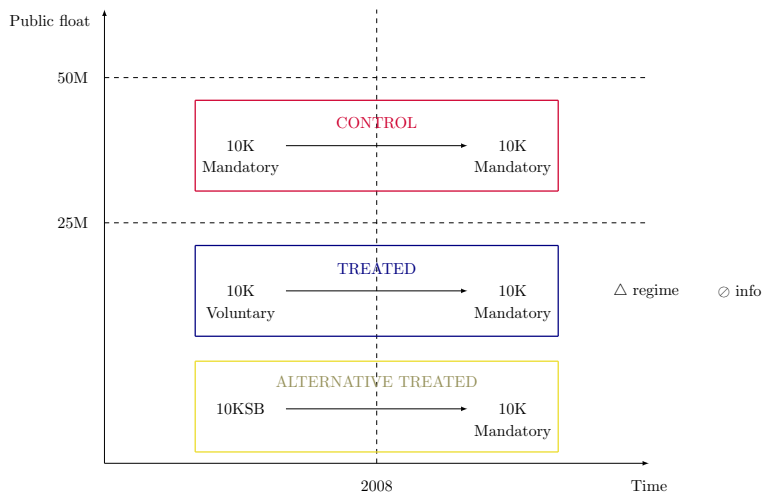 Public float
50M
CONTROL
10K
Mandatory
10K
Mandatory
25M
TREATED
10K
Voluntary
10K
Mandatory
△ regime
⊘ info
ALTERNATIVE TREATED
10KSB
10K
Mandatory
2008
Time